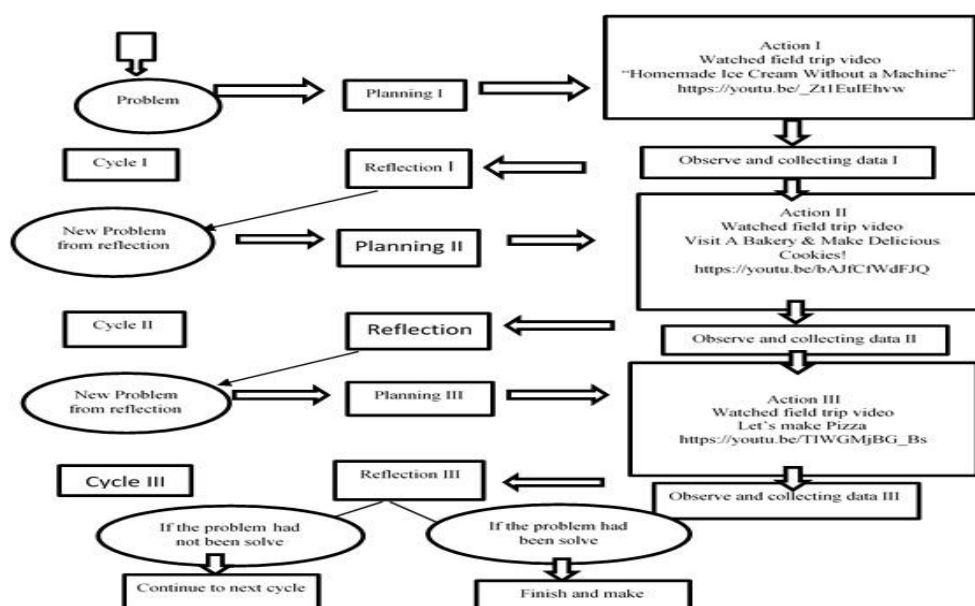 Problem
Planning I
Action I
Watched field trip video
“Homemade Ice Cream Without a Machine”
https://youtu.be/_Zt1EuIEhvw
Cycle I
Reflection I
Observe and collecting data I
New Problem
from reflection
Planning II
Action II
Watched field trip video
Visit A Bakery & Make Delicious
Cookies!
https://youtu.be/bAJfCfWdFJQ
Cycle II
Reflection
Observe and collecting data II
New Problem
from reflection
Planning III
Action III
Watched field trip video
Let’s make Pizza
https://youtu.be/TIWGMjBG_Bs
Cycle III
Reflection III
Observe and collecting data III
If the problem had
not been solve
If the problem had
been solve
Continue to next cycle
Finish and make